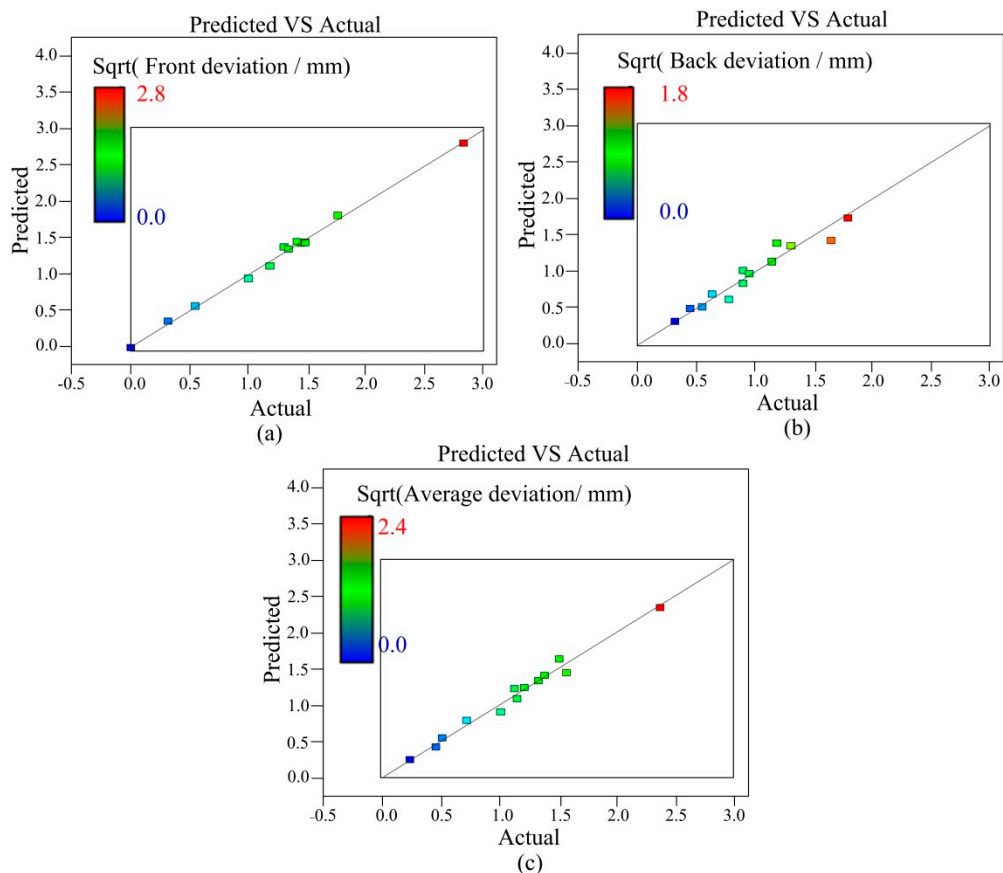 Predicted VS Actual
4.0
Sqrt( Front deviation / mm)
3.5
2.8
3.0
2.5
2.0
0.0
1.5
1.0
0.5
0.0
Predicted
-0.5 0.0 0.5 1.0 1.5 2.0 2.5 3.0
Actual
(a)
Predicted VS Actual
4.0
Sqrt( Back deviation / mm)
3.5
1.8
3.0
2.5
2.0
0.0
1.5
1.0
0.5
0.0
Predicted
-0.5 0.0 0.5 1.0 1.5 2.0 2.5 3.0
Actual
(b)
Predicted VS Actual
4.0
Sqrt(Average deviation/ mm)
3.5
2.4
3.0
2.5
2.0
0.0
1.5
1.0
0.5
0.0
Predicted
-0.5 0.0 0.5 1.0 1.5 2.0 2.5 3.0
Actual
(c)